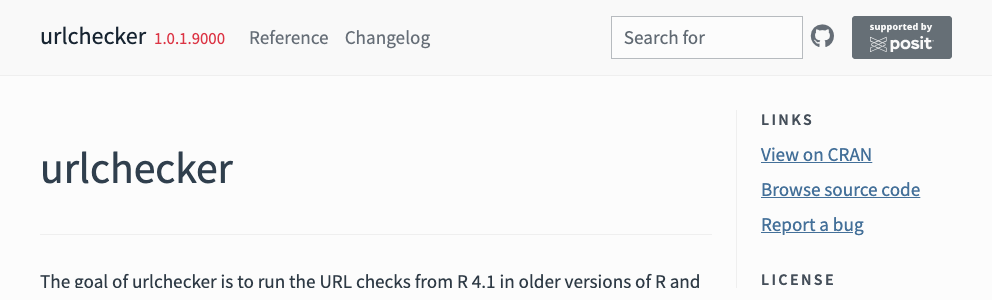 urlchecker 1.0.1.9000 Reference Changelog Search for supported by posit
urlchecker
The goal of urlchecker is to run the URL checks from R 4.1 in older versions of R and
LINKS
View on CRAN
Browse source code
Report a bug
LICENSE